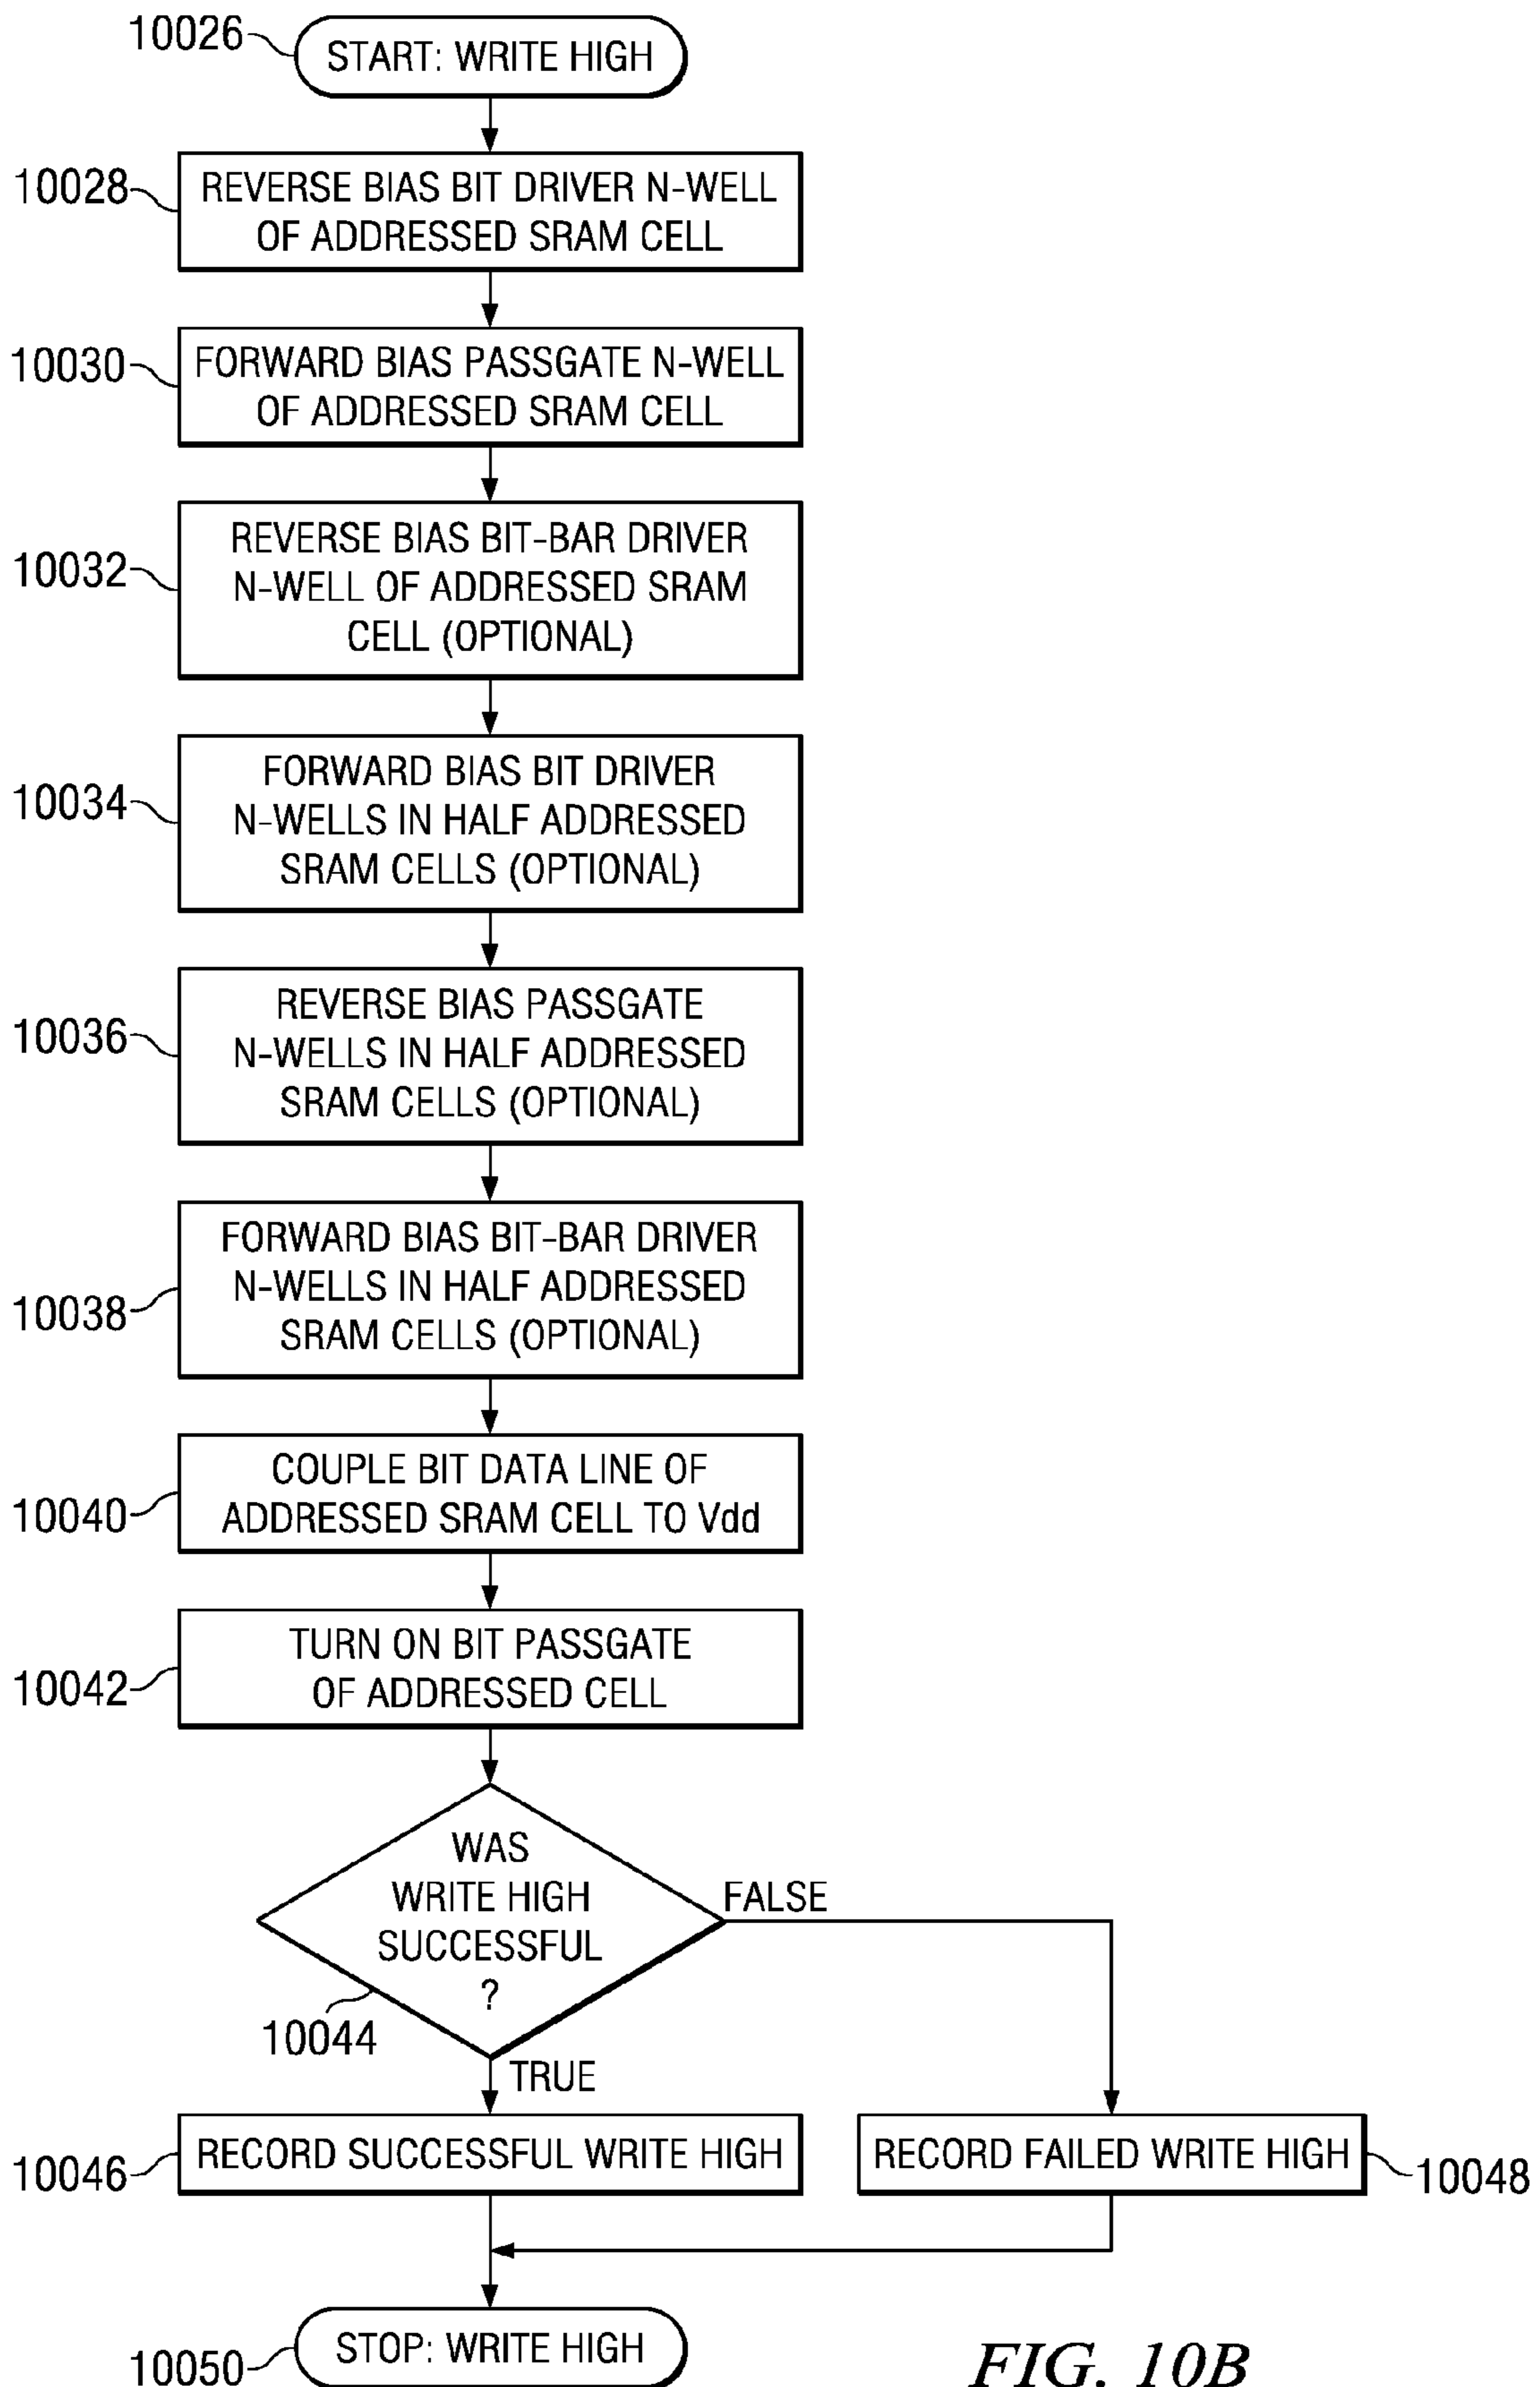 10026
START: WRITE HIGH
10028
REVERSE BIAS BIT DRIVER N-WELL
OF ADDRESSED SRAM CELL
10030
FORWARD BIAS PASSGATE N-WELL
OF ADDRESSED SRAM CELL
10032
REVERSE BIAS BIT-BAR DRIVER
N-WELL OF ADDRESSED SRAM
CELL (OPTIONAL)
10034
FORWARD BIAS BIT DRIVER
N-WELLS IN HALF ADDRESSED
SRAM CELLS (OPTIONAL)
10036
REVERSE BIAS PASSGATE
N-WELLS IN HALF ADDRESSED
SRAM CELLS (OPTIONAL)
10038
FORWARD BIAS BIT-BAR DRIVER
N-WELLS IN HALF ADDRESSED
SRAM CELLS (OPTIONAL)
10040
COUPLE BIT DATA LINE OF
ADDRESSED SRAM CELL TO Vdd
10042
TURN ON BIT PASSGATE
OF ADDRESSED CELL
WAS
WRITE HIGH
SUCCESSFUL
?
FALSE
10044
TRUE
10046
RECORD SUCCESSFUL WRITE HIGH
RECORD FAILED WRITE HIGH
10048
10050
STOP: WRITE HIGH
FIG. 10B